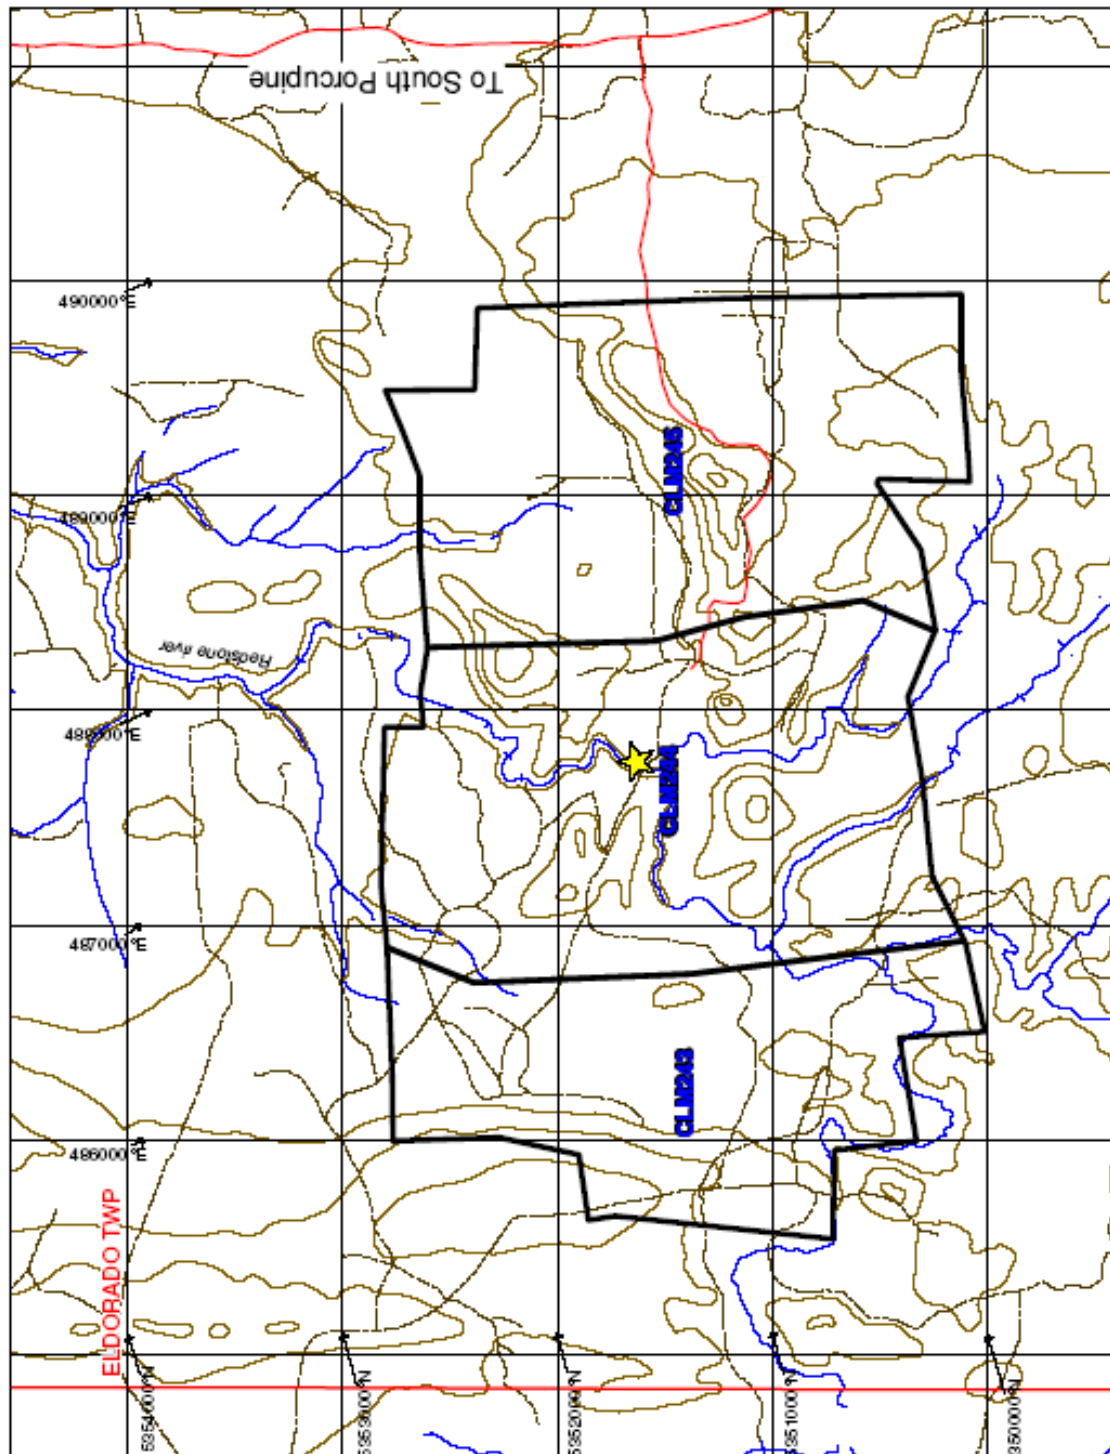 To South Porcupine
490000°E
489000°E
Redstone river
488000°E
487000°E
486000°E
CLM245
CLM244
CLM243
ELDORADO TWP
5354000°N
5353000°N
5352000°N
5351000°N
5350000°N